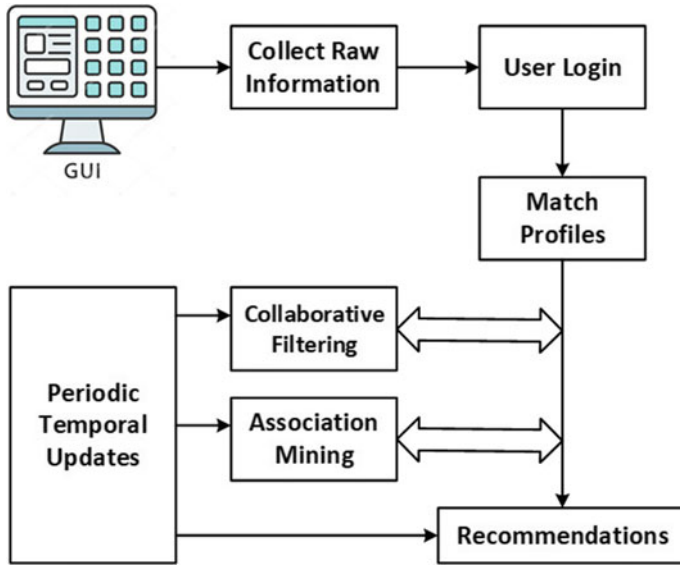 GUI
Collect Raw
Information
User Login
Match
Profiles
Periodic
Temporal
Updates
Collaborative
Filtering
Association
Mining
Recommendations